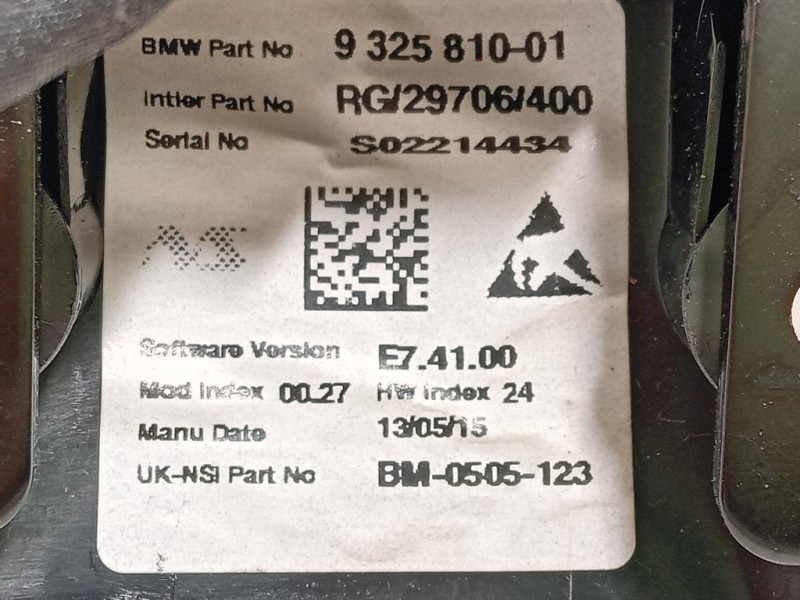 BMW Part No 9 325 810-01
Intier Part No RG/29706/400
Serial No S02214434
Software Version E7.41.00
Mod Index 00.27 HW Index 24
Manu Date 13/05/15
UK-NSI Part No BM-0505-123